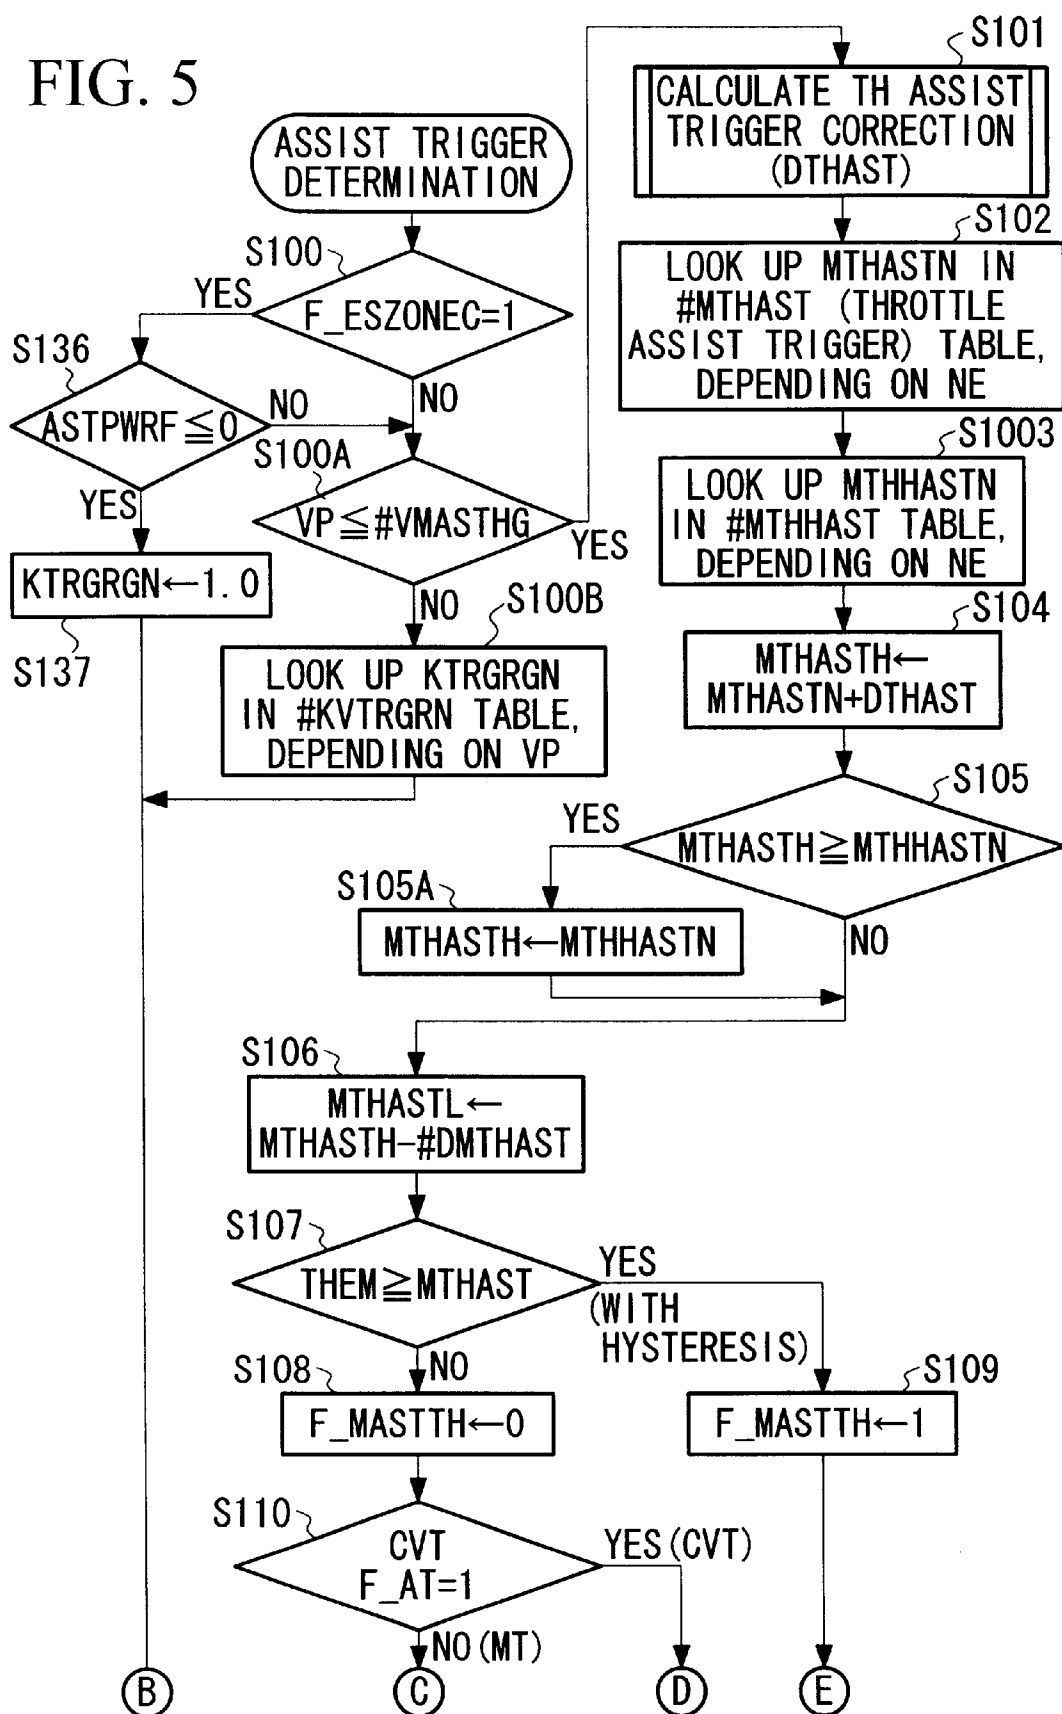 FIG. 5
ASSIST TRIGGER
DETERMINATION
S100
YES
F_ESZONEC=1
NO
S136
ASTPWRF≦0
NO
YES
S100A
VP≦#VMASTHG
YES
NO
KTRGRGN←1.0
S137
S100B
LOOK UP KTRGRGN
IN #KVTRGRN TABLE,
DEPENDING ON VP
S101
CALCULATE TH ASSIST
TRIGGER CORRECTION
(DTHAST)
S102
LOOK UP MTHASTN IN
#MTHAST (THROTTLE
ASSIST TRIGGER) TABLE,
DEPENDING ON NE
S1003
LOOK UP MTHHASTN
IN #MTHHAST TABLE,
DEPENDING ON NE
S104
MTHASTH←
MTHASTN+DTHAST
S105
YES
MTHASTH≧MTHHASTN
NO
S105A
MTHASTH←MTHHASTN
S106
MTHASTL←
MTHASTH-#DMTHAST
S107
THEM≧MTHAST
YES
(WITH
HYSTERESIS)
NO
S108
F_MASTTH←0
S109
F_MASTTH←1
S110
CVT
F_AT=1
YES(CVT)
NO(MT)
B
C
D
E